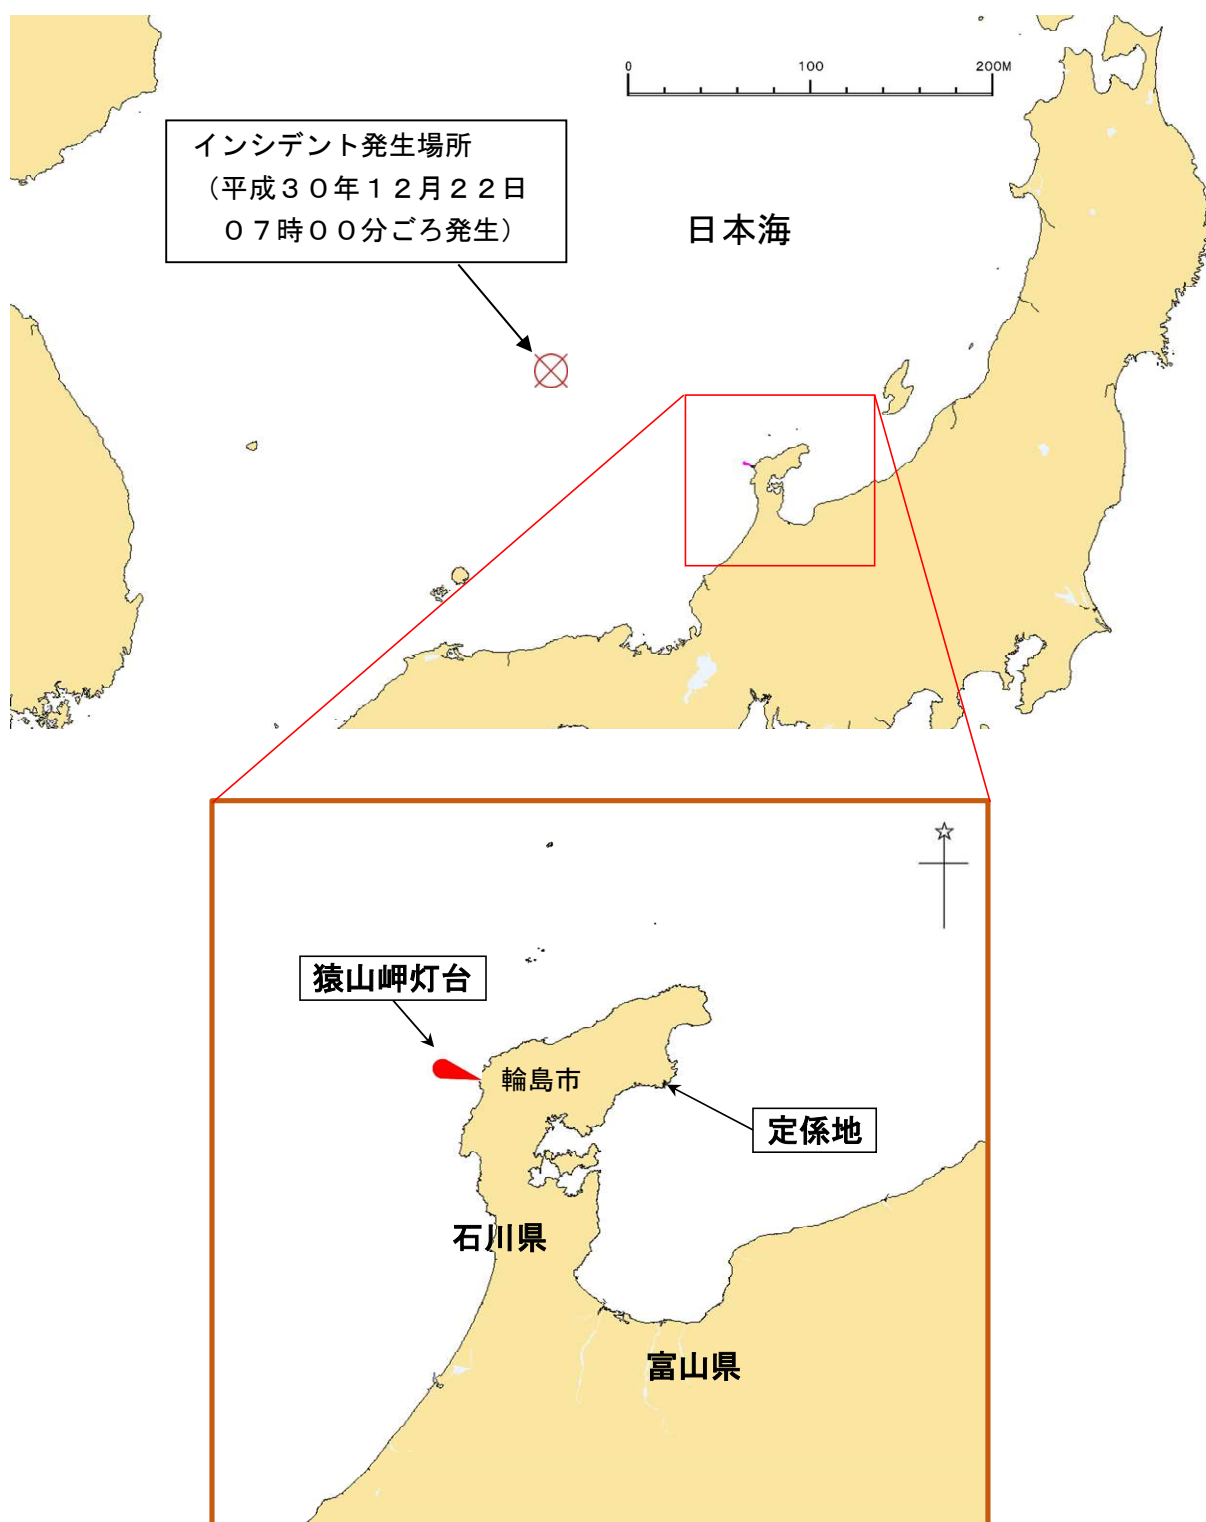 0 100 200M
インシデント発生場所
（平成３０年１２月２２日
０７時００分ごろ発生）
日本海
猿山岬灯台
輪島市
定係地
石川県
富山県